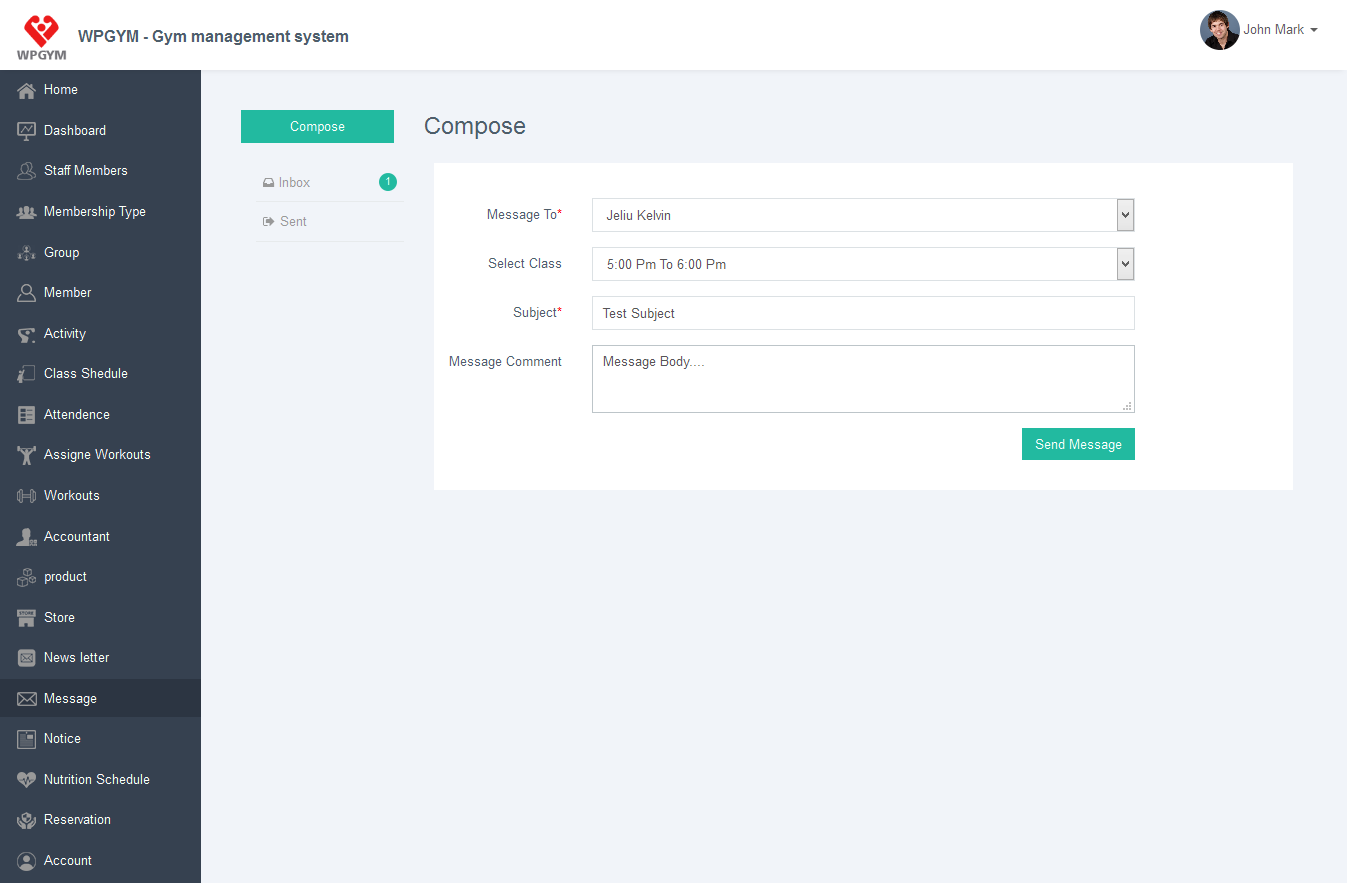 WPGYM
WPGYM - Gym management system
John Mark
Home
Dashboard
Staff Members
Membership Type
Group
Member
Activity
Class Shedule
Attendence
Assigne Workouts
Workouts
Accountant
product
STORE
Store
News letter
Message
Notice
Nutrition Schedule
Reservation
Account
Compose
Inbox 1
Sent
Compose
Message To* Jeliu Kelvin
Select Class 5:00 Pm To 6:00 Pm
Subject* Test Subject
Message Comment Message Body....
Send Message